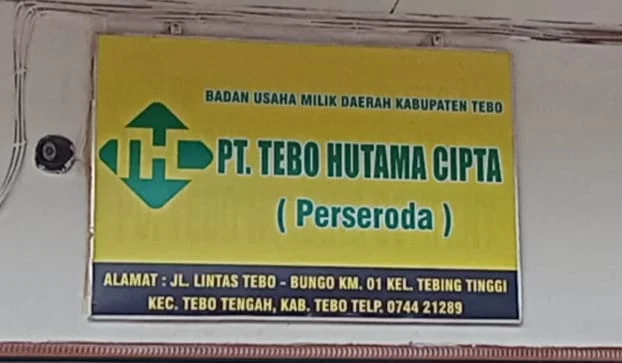 BADAN USAHA MILIK DAERAH KABUPATEN TEBO
PT. TEBO HUTAMA CIPTA
( Perseroda )
ALAMAT : JL. LINTAS TEBO - BUNGO KM. 01 KEL. TEBING TINGGI
KEC. TEBO TENGAH, KAB. TEBO TELP. 0744 21289